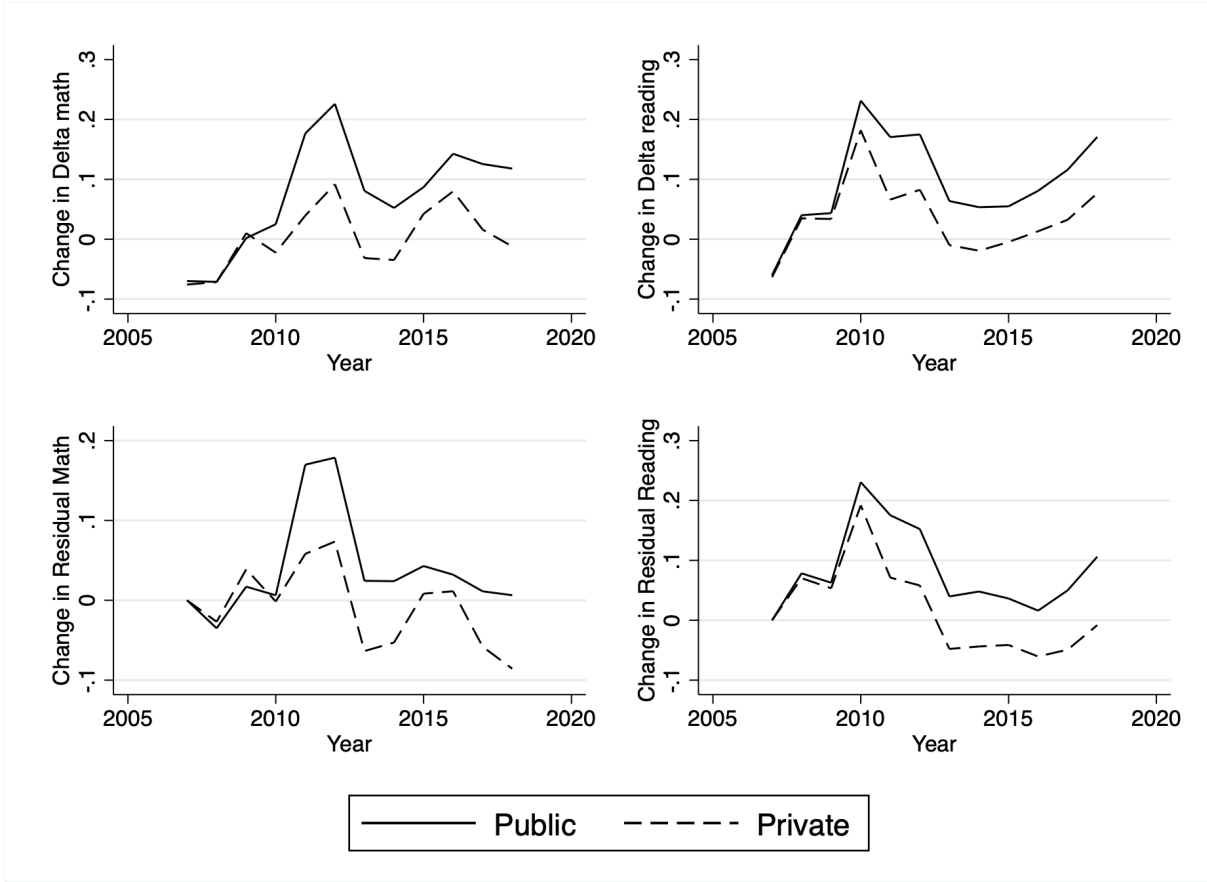 Change in Delta math
.3
.2
.1
0
-.1
2005 2010 2015 2020
Year
Change in Delta reading
.3
.2
.1
0
-.1
2005 2010 2015 2020
Year
Change in Residual Math
.2
.1
0
-.1
2005 2010 2015 2020
Year
Change in Residual Reading
.3
.2
.1
0
-.1
2005 2010 2015 2020
Year
Public Private